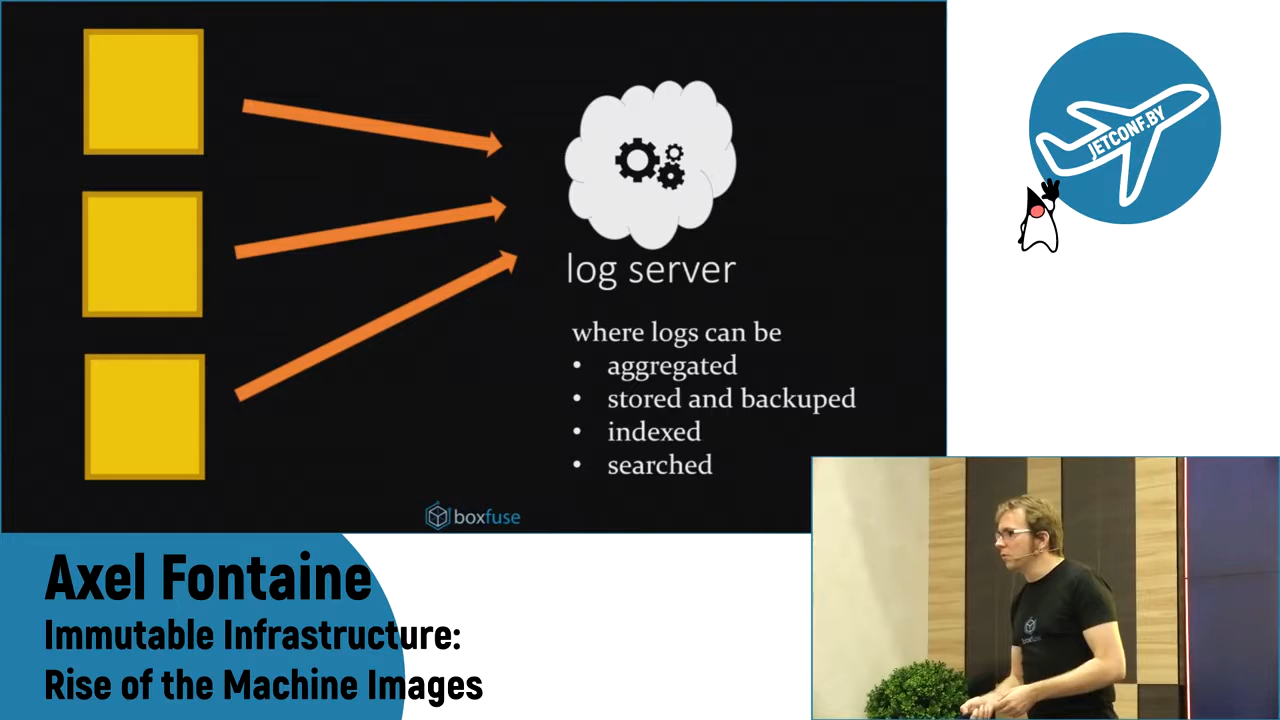 log server
where logs can be
• aggregated
• stored and backuped
• indexed
• searched
boxfuse
JETCONF.BY
Axel Fontaine
Immutable Infrastructure:
Rise of the Machine Images
boxfuse